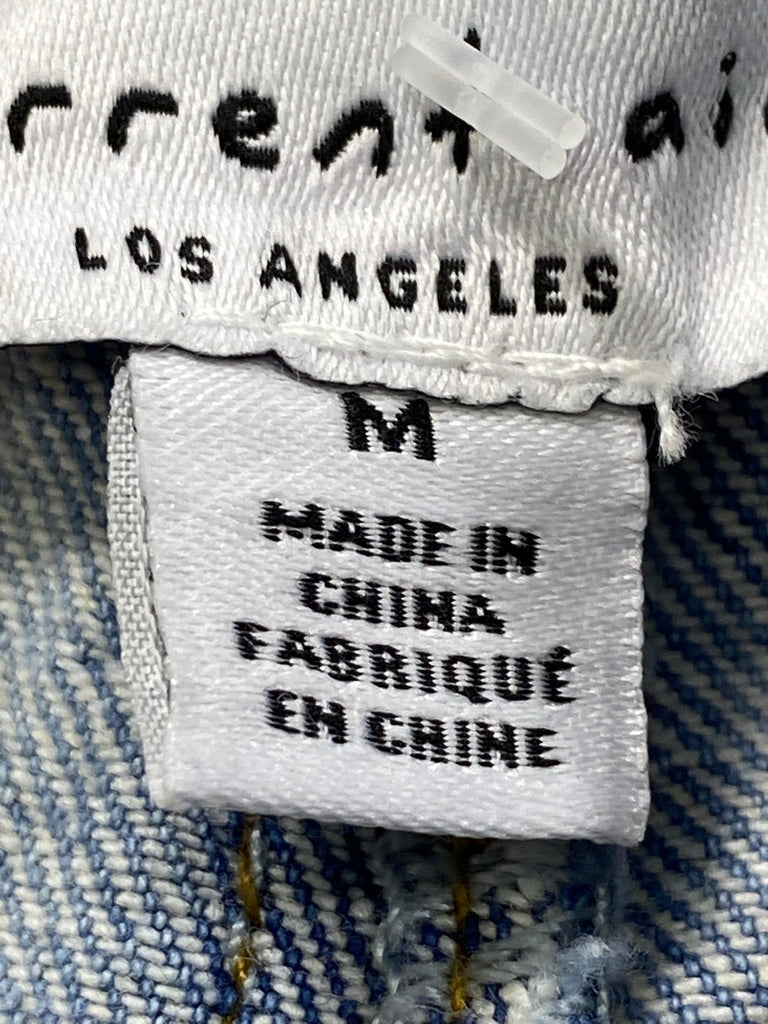 rrent ai
LOS ANGELES
M
MADE IN
CHINA
FABRIQUÉ
EN CHINE